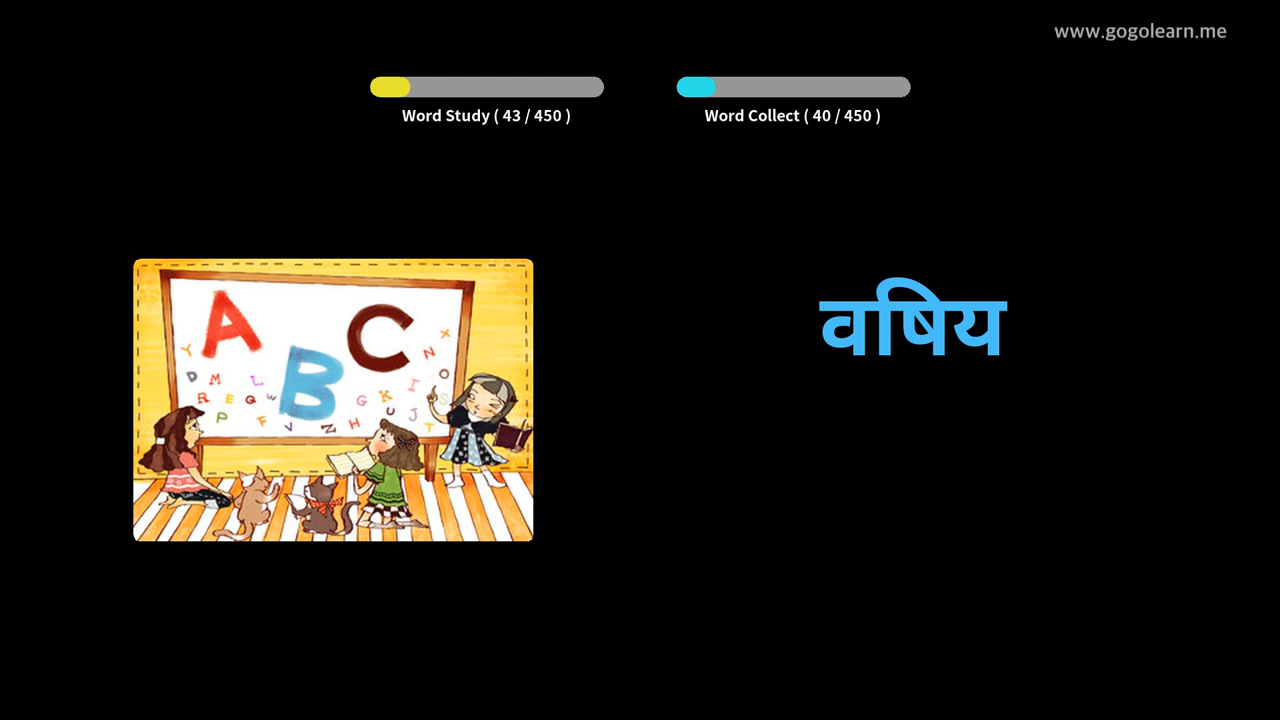 www.gogolearn.me
Word Study ( 43 / 450 )
Word Collect ( 40 / 450 )
वषिय
A B C
X
Y N
D M L I O
R E Q W G K S
P F V Z H U J T